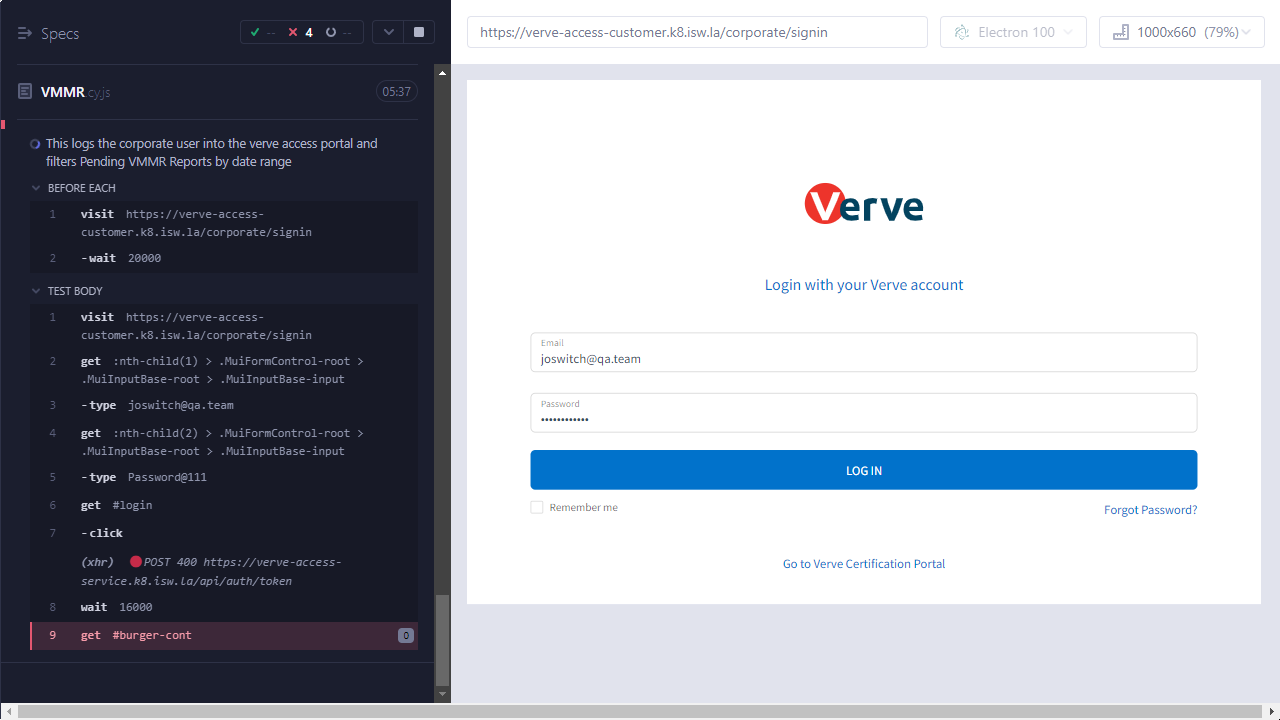 Specs
-- 4 --
VMMR.cy.js
05:37
This logs the corporate user into the verve access portal and
filters Pending VMMR Reports by date range
BEFORE EACH
1 visit https://verve-access-
customer.k8.isw.la/corporate/signin
2 -wait 20000
TEST BODY
1 visit https://verve-access-
customer.k8.isw.la/corporate/signin
2 get :nth-child(1) > .MuiFormControl-root >
.MuiInputBase-root > .MuiInputBase-input
3 -type joswitch@qa.team
4 get :nth-child(2) > .MuiFormControl-root >
.MuiInputBase-root > .MuiInputBase-input
5 -type Password@111
6 get #login
7 -click
(xhr) POST 400 https://verve-access-
service.k8.isw.la/api/auth/token
8 wait 16000
9 get #burger-cont 0
https://verve-access-customer.k8.isw.la/corporate/signin
Electron 100
1000x660 (79%)
Verve
Login with your Verve account
Email
joswitch@qa.team
Password
••••••••••••
LOG IN
Remember me
Forgot Password?
Go to Verve Certification Portal